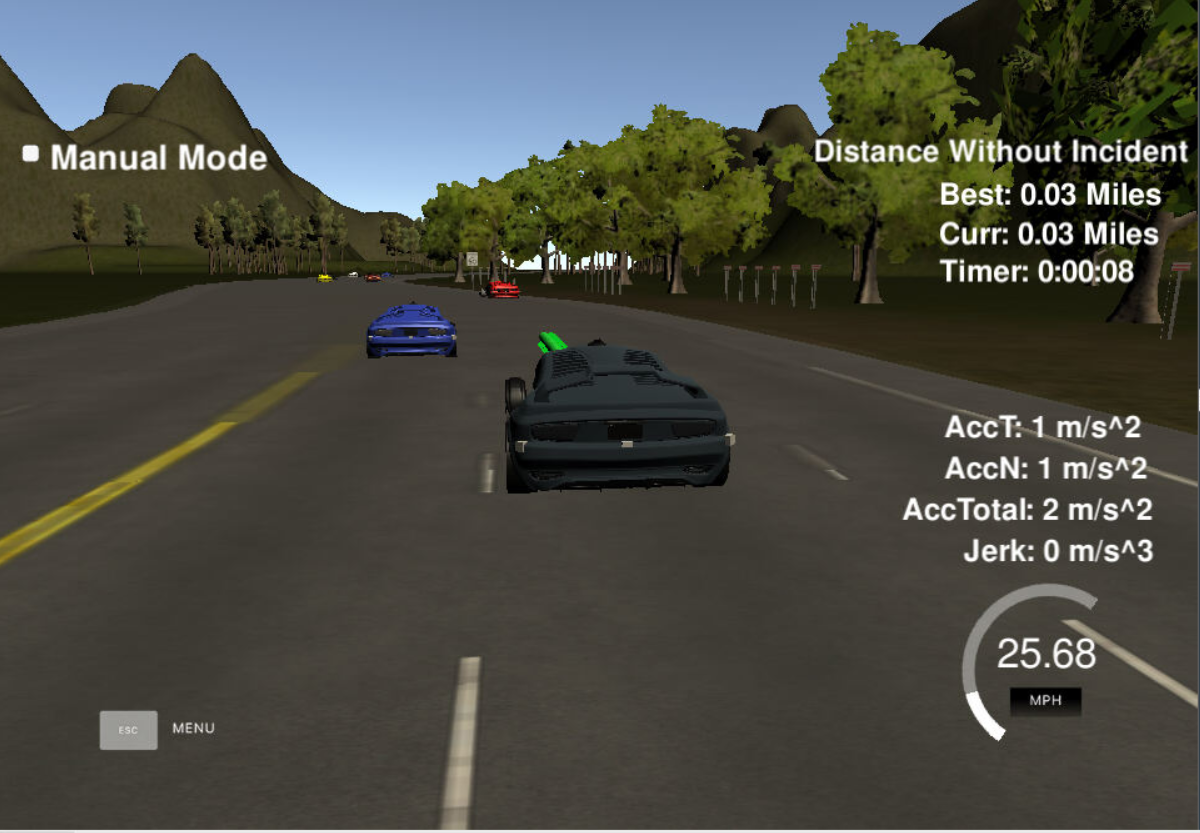 Manual Mode
Distance Without Incident
Best: 0.03 Miles
Curr: 0.03 Miles
Timer: 0:00:08
AccT: 1 m/s^2
AccN: 1 m/s^2
AccTotal: 2 m/s^2
Jerk: 0 m/s^3
25.68
MPH
ESC MENU